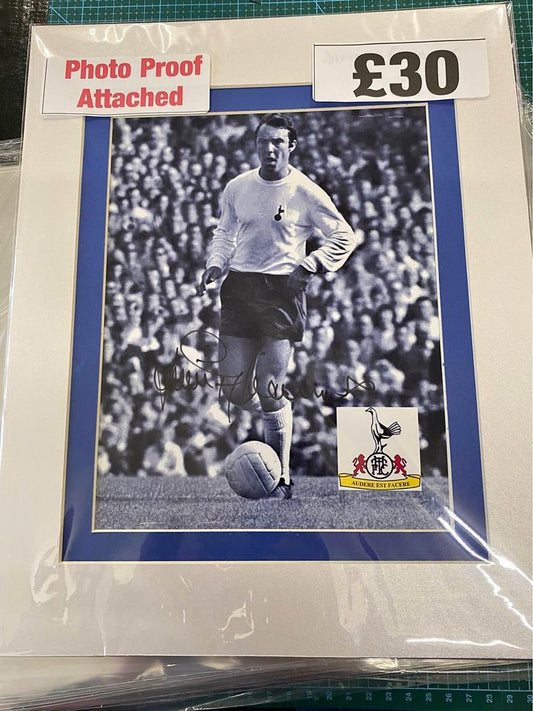 Photo Proof
Attached
£30
AUDERE EST FACERE